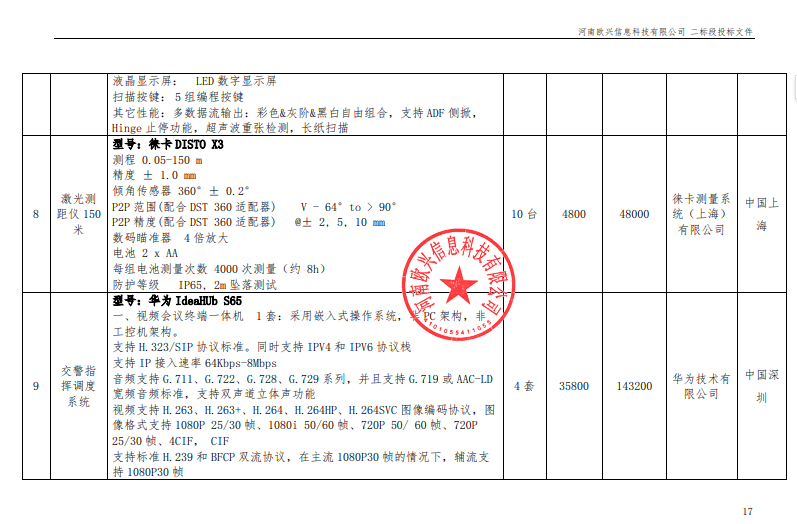 河南欧兴信息科技有限公司 二标段投标文件
液晶显示屏： LED 数字显示屏
扫描按键：5 组编程按键
其它性能：多数据流输出：彩色&灰阶&黑白自由组合，支持 ADF 侧掀，
Hinge 止停功能，超声波重张检测，长纸扫描
8
激光测
距仪 150
米
型号：徕卡 DISTO X3
测程 0.05-150 m
精度 ± 1.0 mm
倾角传感器 360°± 0.2°
P2P 范围(配合 DST 360 适配器) V - 64°to > 90°
P2P 精度(配合 DST 360 适配器) @± 2, 5, 10 mm
数码瞄准器 4 倍放大
电池 2 x AA
每组电池测量次数 4000 次测量（约 8h）
防护等级 IP65, 2m 坠落测试
10 台
4800
48000
徕卡测量系
统（上海）
有限公司
中国上
海
9
交警指
挥调度
系统
型号：华为 IdeaHUb S65
一、视频会议终端一体机 1 套：采用嵌入式操作系统，非 PC 架构，非
工控机架构。
支持 H.323/SIP 协议标准。同时支持 IPV4 和 IPV6 协议栈
支持 IP 接入速率 64Kbps-8Mbps
音频支持 G.711、G.722、G.728、G.729 系列，并且支持 G.719 或 AAC-LD
宽频音频标准，支持双声道立体声功能
视频支持 H.263、H.263+、H.264、H.264HP、H.264SVC 图像编码协议，图
像格式支持 1080P 25/30 帧、1080i 50/60 帧、720P 50/ 60 帧、720P
25/30 帧、4CIF， CIF
支持标准 H.239 和 BFCP 双流协议，在主流 1080P30 帧的情况下，辅流支
持 1080P30 帧
4 套
35800
143200
华为技术有
限公司
中国深
圳
河南欧兴信息科技有限公司
4101055411055
17